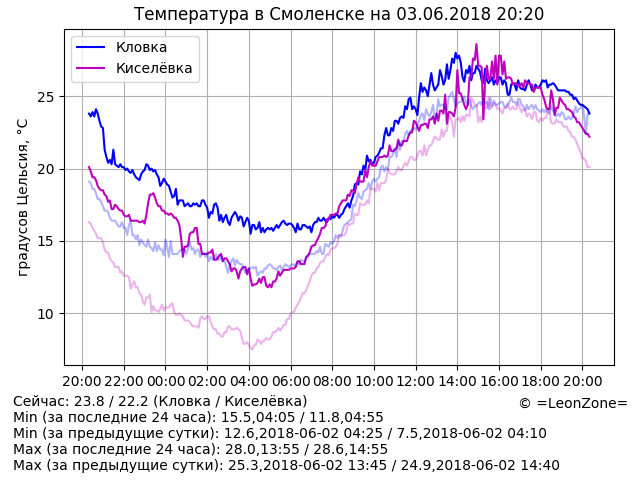 Температура в Смоленске на 03.06.2018 20:20
Кловка
Киселёвка
градусов Цельсия, °C
25
20
15
10
20:00 22:00 00:00 02:00 04:00 06:00 08:00 10:00 12:00 14:00 16:00 18:00 20:00
Сейчас: 23.8 / 22.2 (Кловка / Киселёвка)
© =LeonZone=
Min (за последние 24 часа): 15.5,04:05 / 11.8,04:55
Min (за предыдущие сутки): 12.6,2018-06-02 04:25 / 7.5,2018-06-02 04:10
Max (за последние 24 часа): 28.0,13:55 / 28.6,14:55
Max (за предыдущие сутки): 25.3,2018-06-02 13:45 / 24.9,2018-06-02 14:40